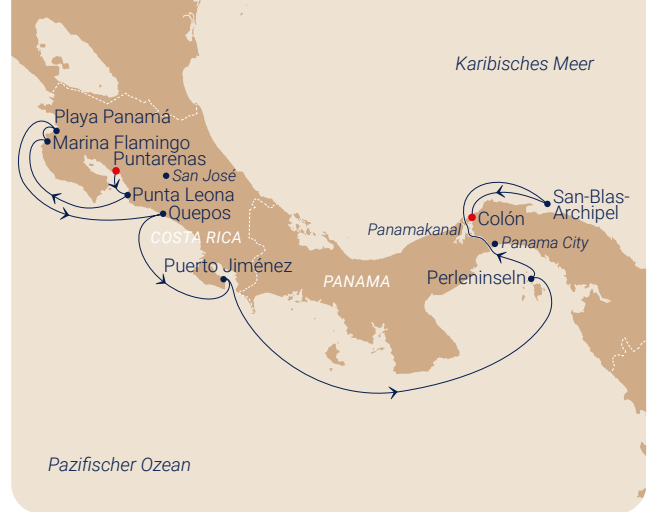 Karibisches Meer
Playa Panamá
Marina Flamingo
Puntarenas
San José
Punta Leona
Quepos
COSTA RICA
San-Blas-
Archipel
Colón
Panamakanal
Panama City
Puerto Jiménez
PANAMA
Perleninseln
Pazifischer Ozean